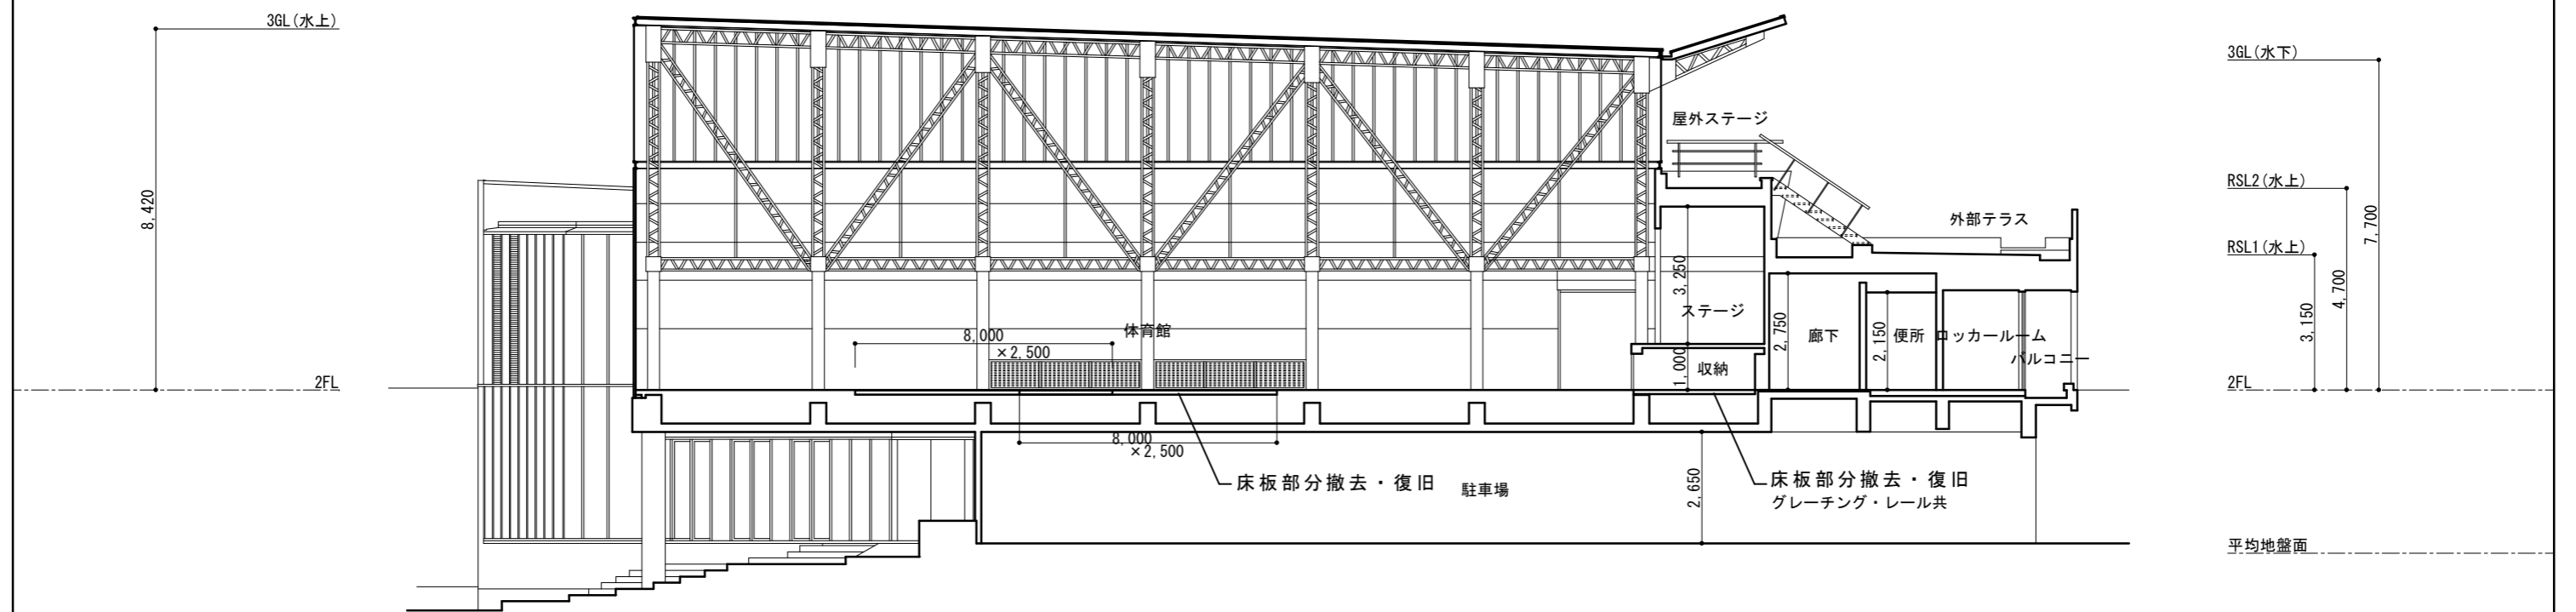 3GL(水上)
8,420
2FL
屋外ステージ
外部テラス
3,250
ステージ
2,750
廊下
2,150
便所
ロッカールーム
バルコニー
8,000
×2,500
体育館
1,000
収納
8,000
×2,500
床板部分撤去・復旧
駐車場
2,650
床板部分撤去・復旧
グレーチング・レール共
3GL(水下)
RSL2(水上)
RSL1(水上)
7,700
4,700
3,150
2FL
平均地盤面